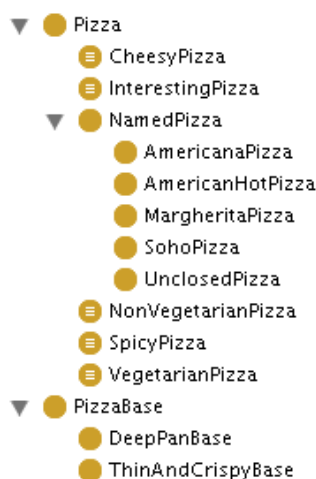 Pizza
CheesyPizza
InterestingPizza
NamedPizza
AmericanaPizza
AmericanHotPizza
MargheritaPizza
SohoPizza
UnclosedPizza
NonVegetarianPizza
SpicyPizza
VegetarianPizza
PizzaBase
DeepPanBase
ThinAndCrispyBase